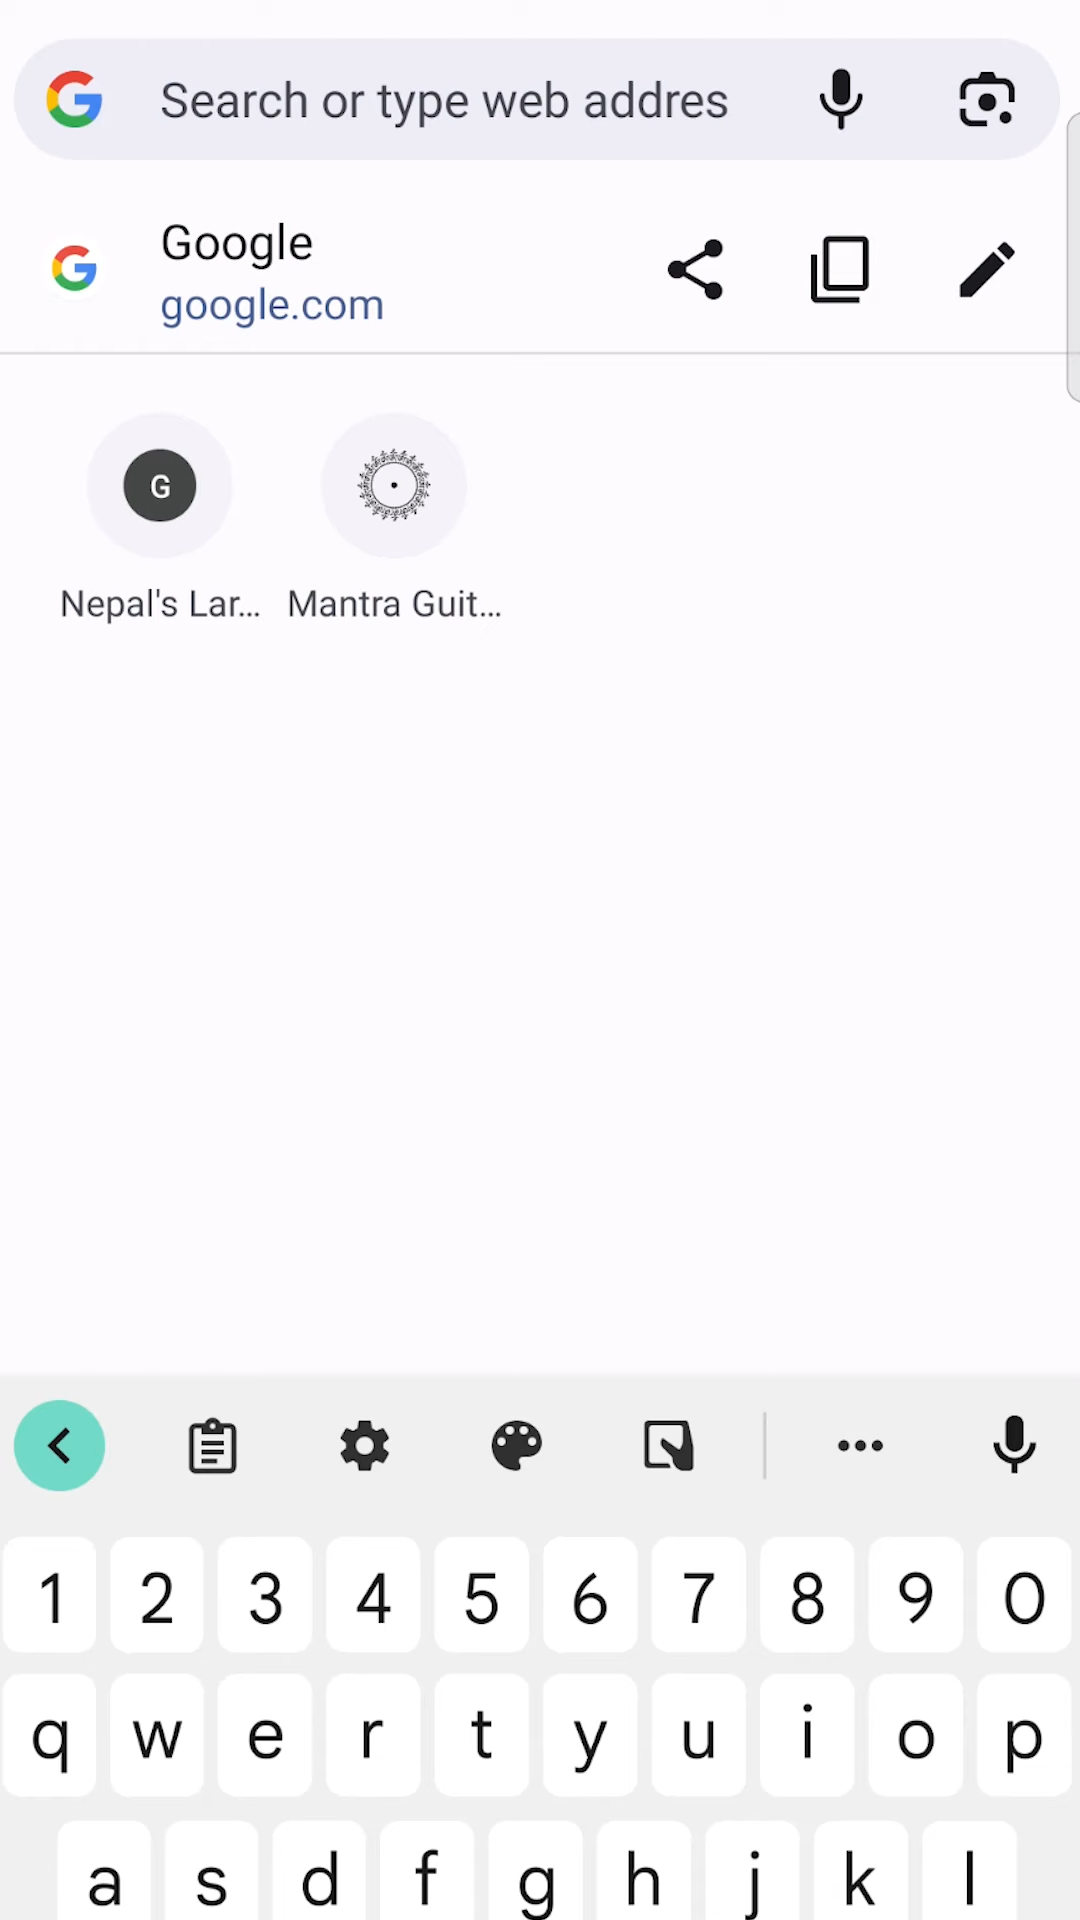 Search or type web addres
Google
google.com
G
Nepal's Lar...
Mantra Guit...
1 2 3 4 5 6 7 8 9 0
q w e r t y u i o p
a s d f g h j k l